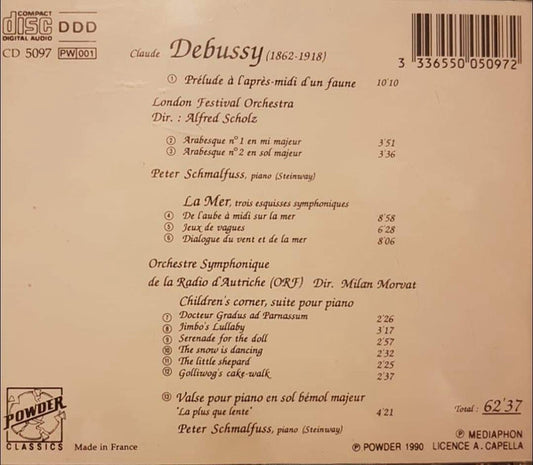 COMPACT
disc
DIGITAL AUDIO
DDD
CD 5097 PW 001
Claude Debussy (1862-1918)
3 336550 050972
① Prélude à l'après-midi d'un faune 10'10
London Festival Orchestra
Dir. : Alfred Scholz
② Arabesque n° 1 en mi majeur 3'51
③ Arabesque n° 2 en sol majeur 3'36
Peter Schmalfuss, piano (Steinway)
La Mer, trois esquisses symphoniques
④ De l'aube à midi sur la mer 8'58
⑤ Jeux de vagues 6'28
⑥ Dialogue du vent et de la mer 8'06
Orchestre Symphonique
de la Radio d'Autriche (ORF) Dir. Milan Morvat
Children's corner, suite pour piano
⑦ Docteur Gradus ad Parnassum 2'26
⑧ Jimbo's Lullaby 3'17
⑨ Serenade for the doll 2'57
⑩ The snow is dancing 2'32
⑪ The little shepard 2'25
⑫ Golliwog's cake-walk 2'37
⑬ Valse pour piano en sol bémol majeur
"La plus que lente" 4'21
Total : 62'37
Peter Schmalfuss, piano (Steinway)
POWDER
CLASSICS
Made in France
Ⓟ POWDER 1990
Ⓟ MEDIAPHON
LICENCE A. CAPELLA